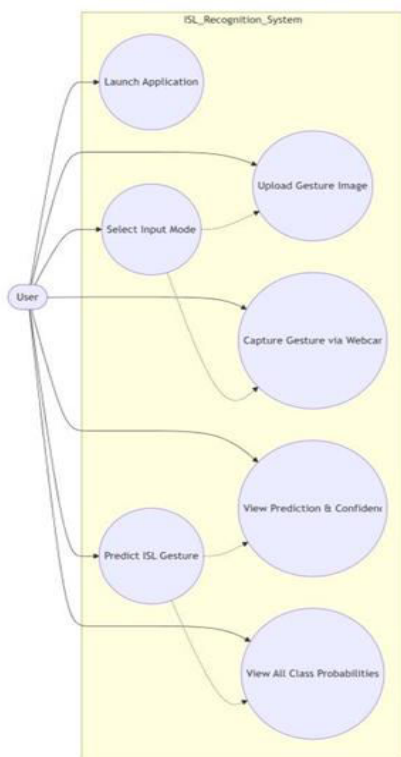 ISL_Recognition_System
Launch Application
Upload Gesture Image
Select Input Mode
User
Capture Gesture via Webcar
View Prediction & Confiden
Predict ISL Gesture
View All Class Probabilities